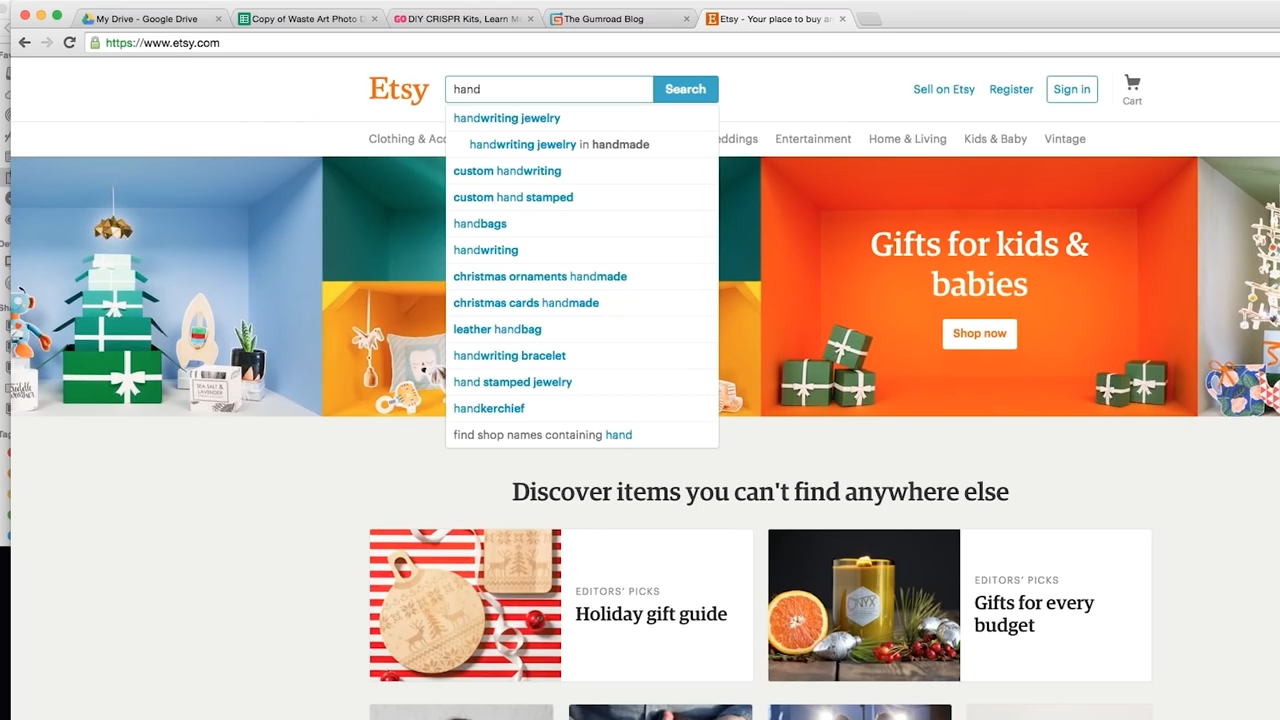 My Drive - Google Drive
Copy of Waste Art Photo D
DIY CRISPR Kits, Learn M
The Gumroad Blog
Etsy - Your place to buy an
https://www.etsy.com
Etsy
hand
Search
Sell on Etsy
Register
Sign in
Cart
Clothing & Acc
eddings
Entertainment
Home & Living
Kids & Baby
Vintage
handwriting jewelry
handwriting jewelry in handmade
custom handwriting
custom hand stamped
handbags
handwriting
christmas ornaments handmade
christmas cards handmade
leather handbag
handwriting bracelet
hand stamped jewelry
handkerchief
find shop names containing hand
Gifts for kids &
babies
Shop now
SEA SALT &
LAVENDER
Discover items you can't find anywhere else
EDITORS' PICKS
Holiday gift guide
ONYX
EDITORS' PICKS
Gifts for every
budget